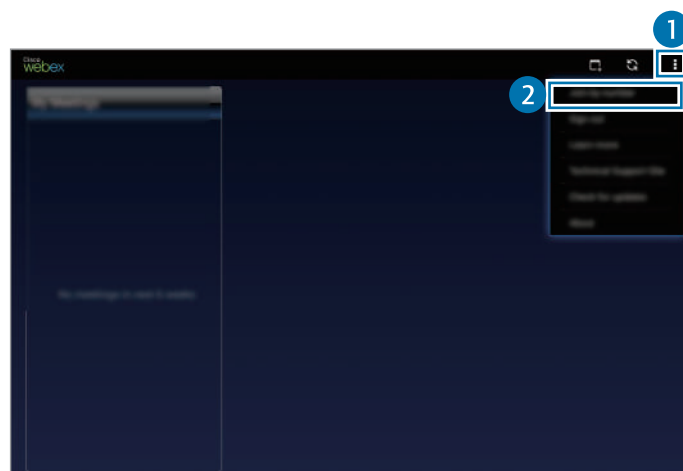 1
Cisco
webex
2
My Meetings
Join by number
Sign out
Learn more
Technical Support Site
Check for updates
About
No meetings in next 2 weeks